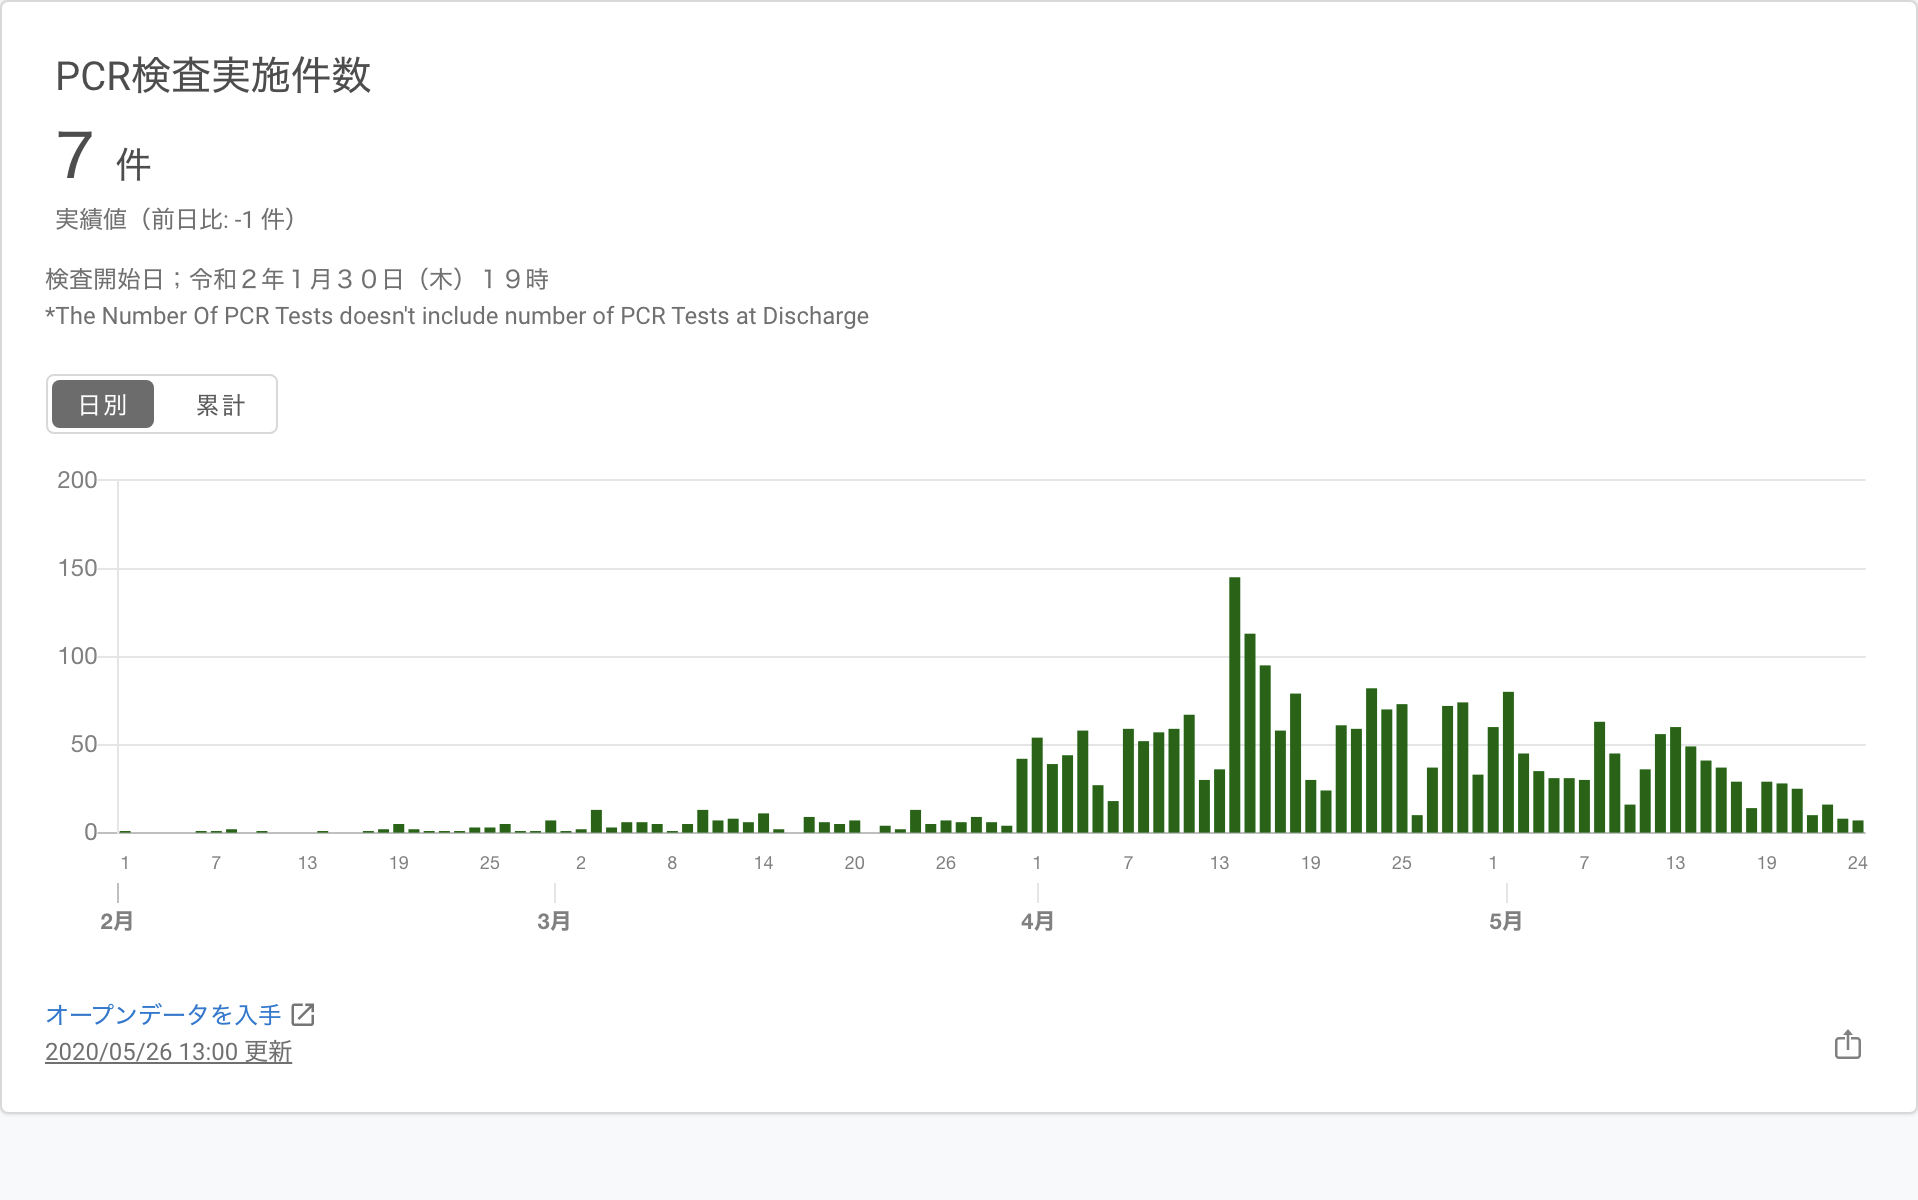 PCR検査実施件数
7 件
実績値（前日比: -1 件）
検査開始日；令和２年１月３０日（木）１９時
*The Number Of PCR Tests doesn't include number of PCR Tests at Discharge
日別 累計
200
150
100
50
0
1 7 13 19 25 2 8 14 20 26 1 7 13 19 25 1 7 13 19 24
2月 3月 4月 5月
オープンデータを入手
2020/05/26 13:00 更新